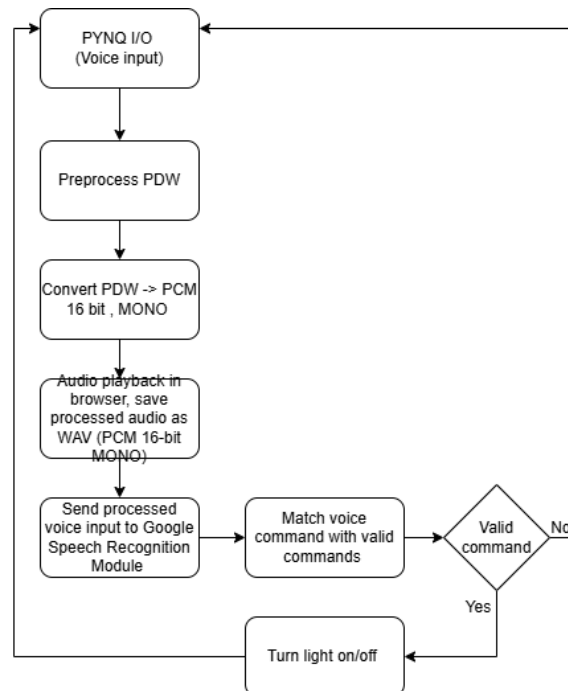 PYNQ I/O
(Voice input)
Preprocess PDW
Convert PDW -> PCM
16 bit , MONO
Audio playback in
browser, save
processed audio as
WAV (PCM 16-bit
MONO)
Send processed
voice input to Google
Speech Recognition
Module
Match voice
command with valid
commands
Valid
command
No
Yes
Turn light on/off